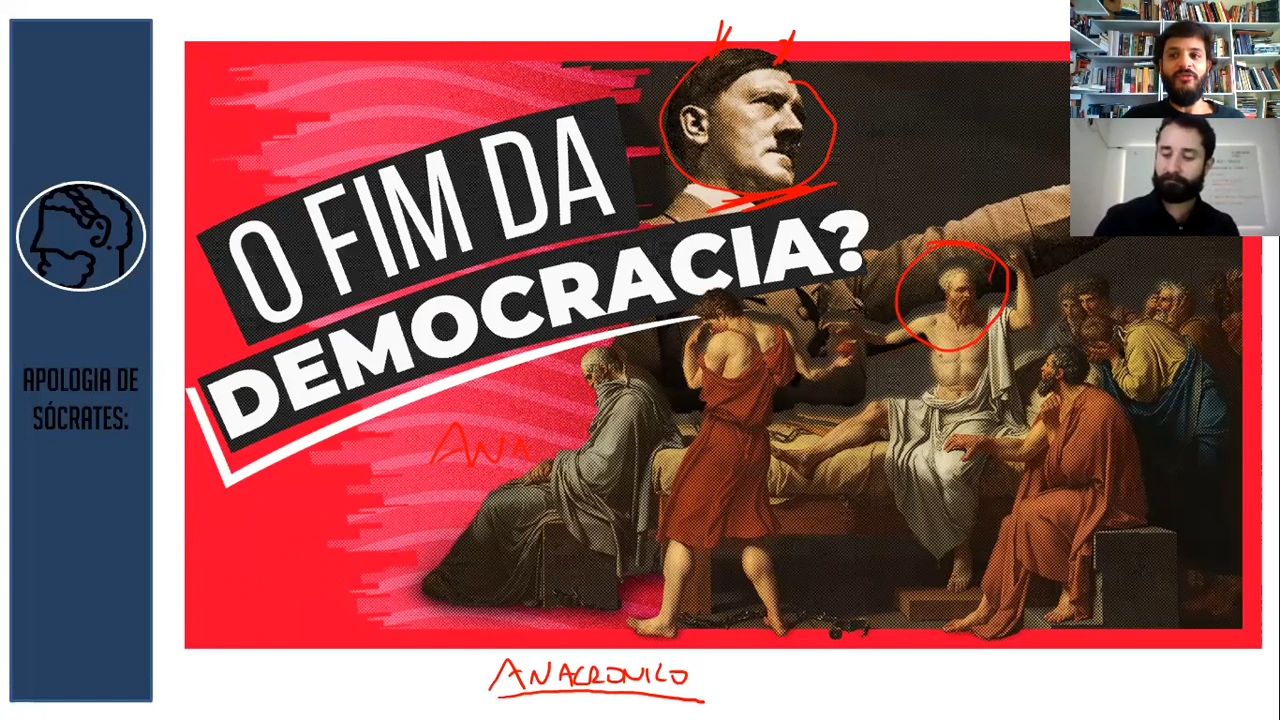 APOLOGIA DE
SÓCRATES:
O FIM DA
DEMOCRACIA?
ANA
ANACRONICO